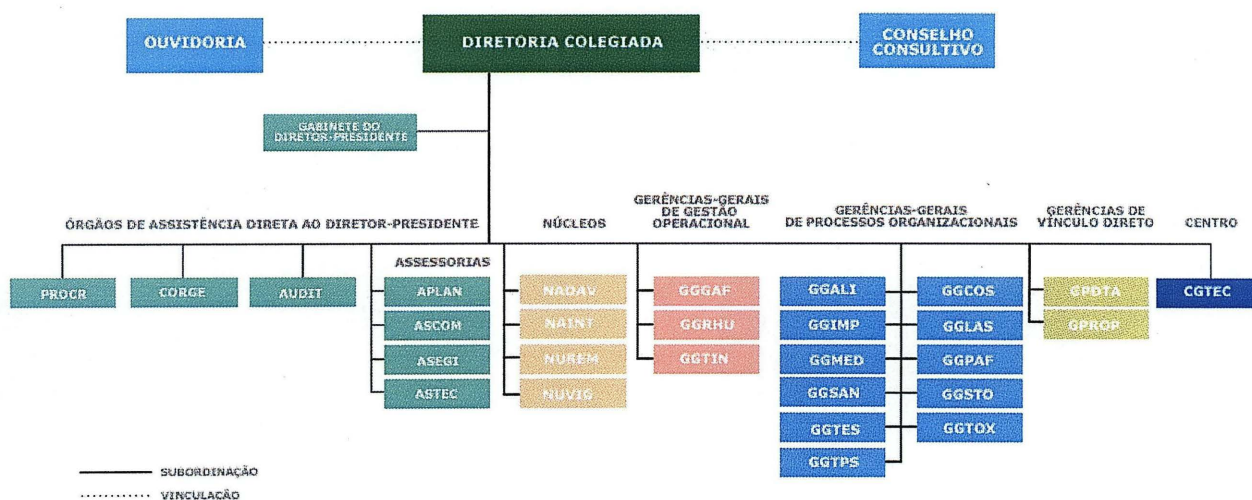 OUVIDORIA
DIRETORIA COLEGIADA
CONSELHO
CONSULTIVO
GABINETE DO
DIRETOR-PRESIDENTE
ÓRGÃOS DE ASSISTÊNCIA DIRETA AO DIRETOR-PRESIDENTE
NÚCLEOS
GERÊNCIAS-GERAIS
DE GESTÃO
OPERACIONAL
GERÊNCIAS-GERAIS
DE PROCESSOS ORGANIZACIONAIS
GERÊNCIAS DE
VÍNCULO DIRETO
CENTRO
PROCR
CORGE
AUDIT
ASSESSORIAS
APLAN
ASCOM
ASEGI
ASTEC
NADAV
NAINT
NUREM
NUVIG
GGGAF
GGRHU
GGTIN
GGALI
GGIMP
GGMED
GGSAN
GGTES
GGTPS
GGCOS
GGLAS
GGPAF
GGSTO
GGTOX
GPDTA
GPROP
CGTEC
SUBORDINAÇÃO
VINCULAÇÃO